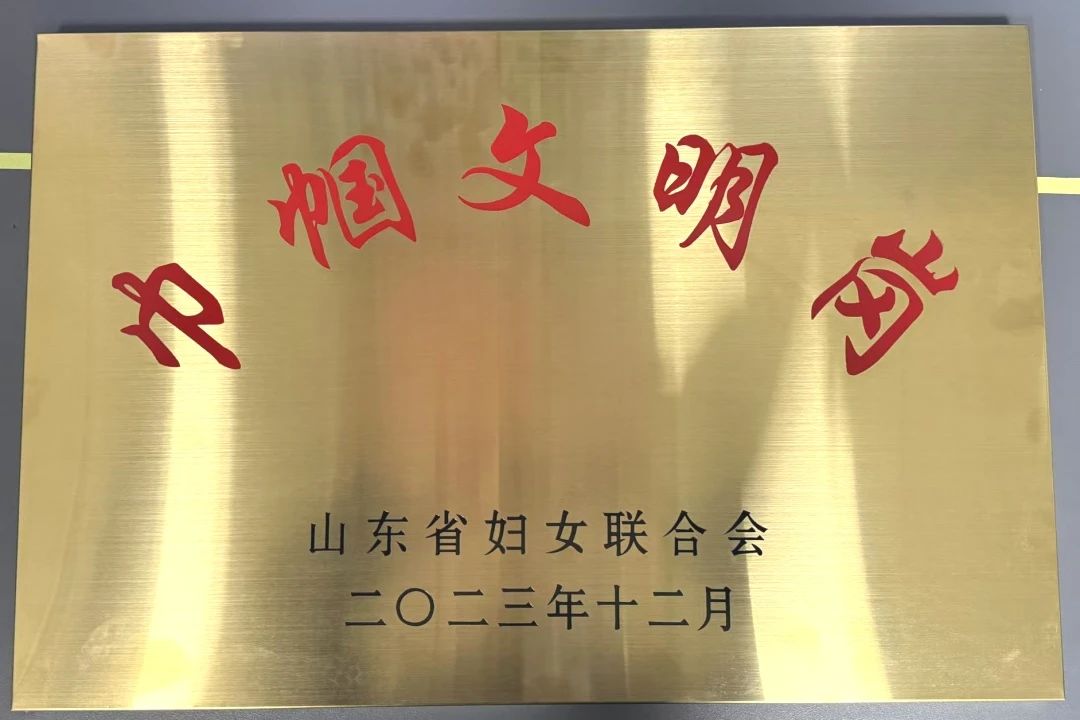 巾帼文明岗
山东省妇女联合会
二〇二三年十二月